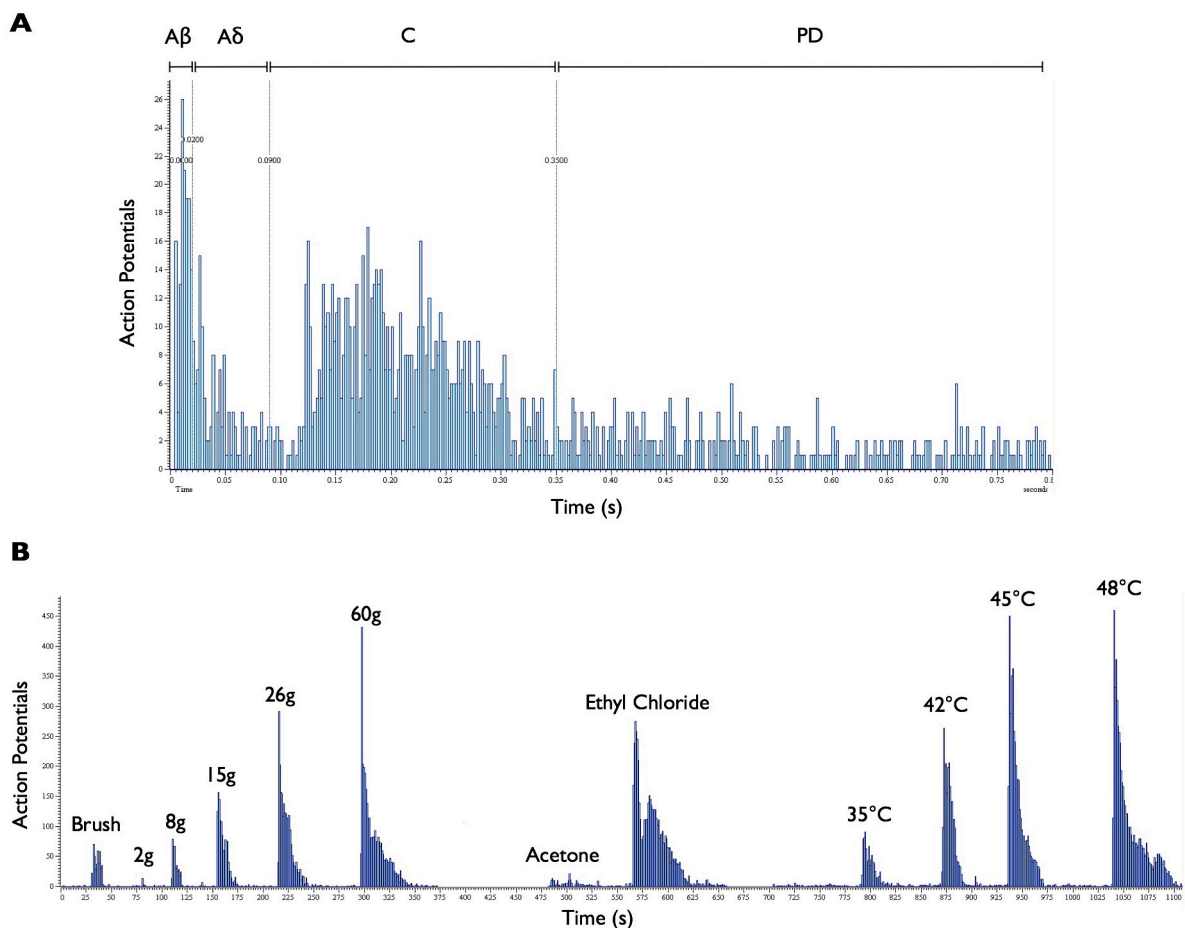 A
Aβ Aδ C PD
26
24
0.0200
22
0.0000 0.0900 0.3500
20
18
16
14
12
10
8
6
4
2
0
Action Potentials
0 0.05 0.10 0.15 0.20 0.25 0.30 0.35 0.40 0.45 0.50 0.55 0.60 0.65 0.70 0.75 0.8
Time seconds
Time (s)
B
45°C 48°C
60g
26g Ethyl Chloride 42°C
15g
Brush 8g 35°C
2g Acetone
450
400
350
300
250
200
150
100
50
0
Action Potentials
0 25 50 75 100 125 150 175 200 225 250 275 300 325 350 375 400 425 450 475 500 525 550 575 600 625 650 675 700 725 750 775 800 825 850 875 900 925 950 975 1000 1025 1050 1075 1100
Time (s)